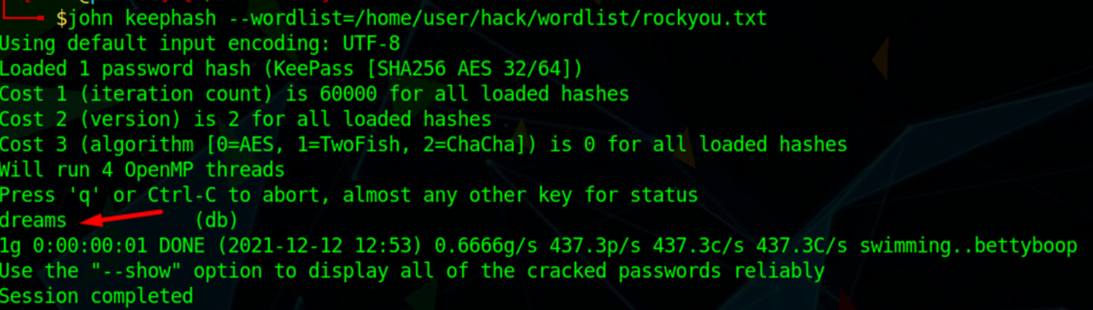 $john keephash --wordlist=/home/user/hack/wordlist/rockyou.txt
Using default input encoding: UTF-8
Loaded 1 password hash (KeePass [SHA256 AES 32/64])
Cost 1 (iteration count) is 60000 for all loaded hashes
Cost 2 (version) is 2 for all loaded hashes
Cost 3 (algorithm [0=AES, 1=TwoFish, 2=ChaCha]) is 0 for all loaded hashes
Will run 4 OpenMP threads
Press 'q' or Ctrl-C to abort, almost any other key for status
dreams (db)
1g 0:00:00:01 DONE (2021-12-12 12:53) 0.6666g/s 437.3p/s 437.3c/s 437.3C/s swimming..bettyboop
Use the "--show" option to display all of the cracked passwords reliably
Session completed